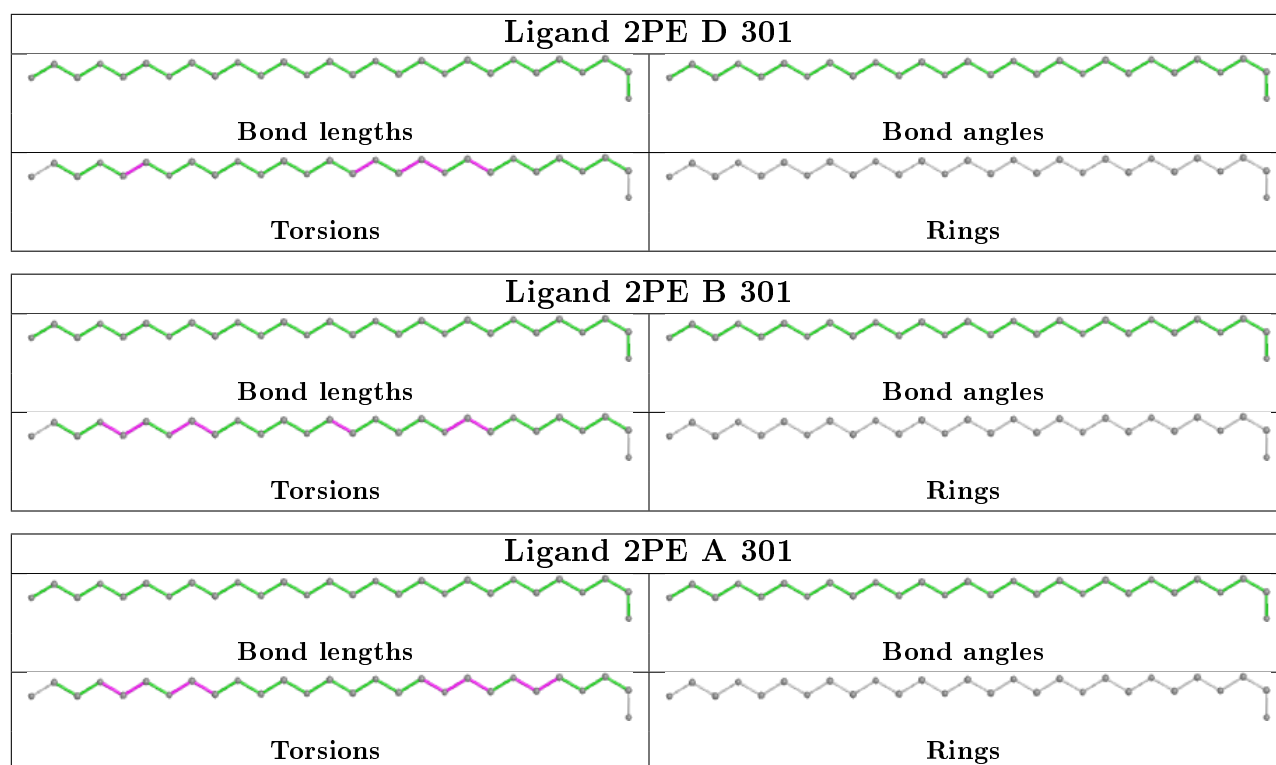 Ligand 2PE D 301
Bond lengths Bond angles
Torsions Rings
Ligand 2PE B 301
Bond lengths Bond angles
Torsions Rings
Ligand 2PE A 301
Bond lengths Bond angles
Torsions Rings